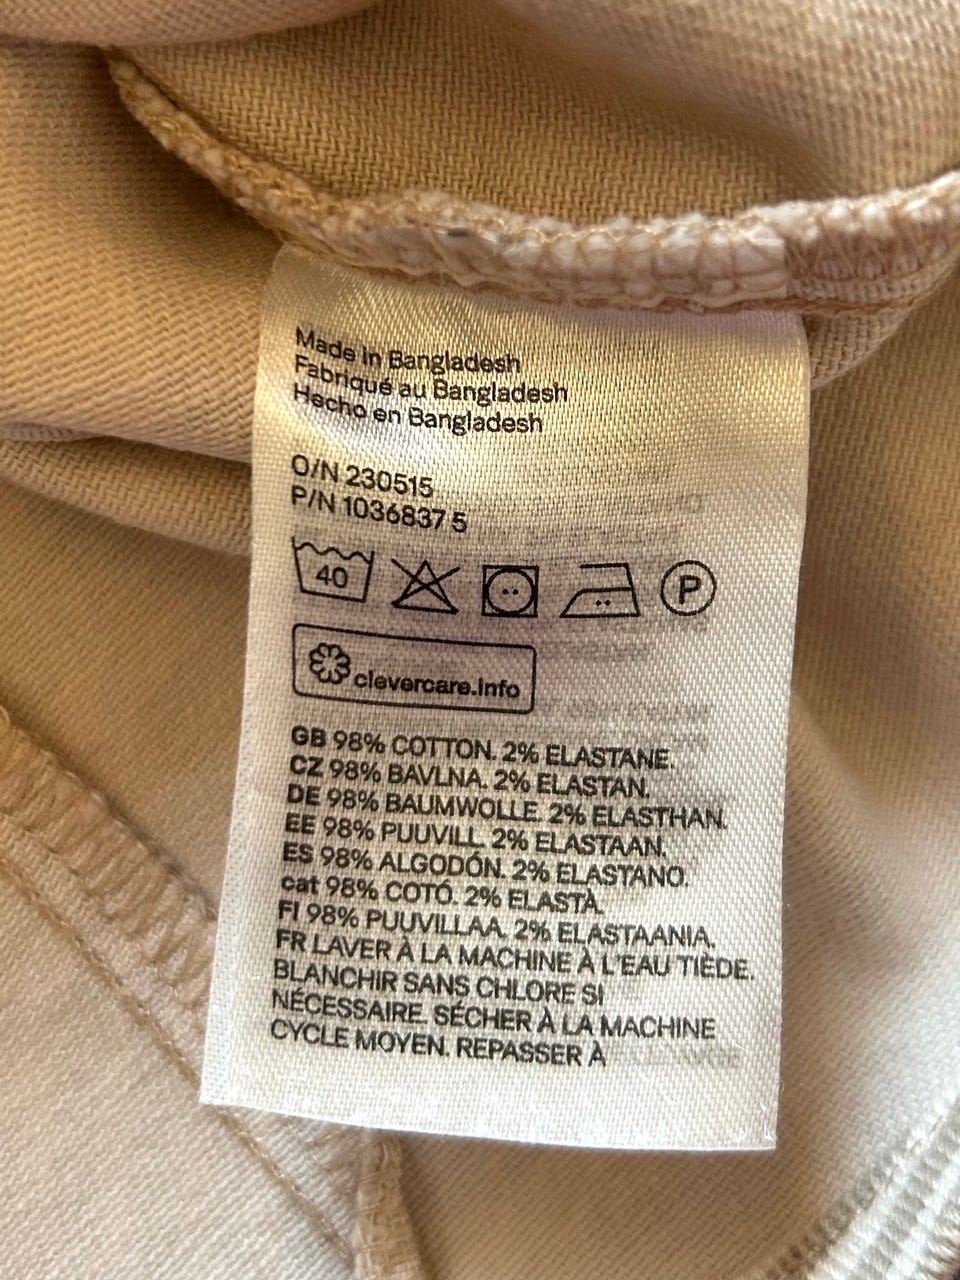 Made in Bangladesh
Fabriqué au Bangladesh
Hecho en Bangladesh
O/N 230515
P/N 1036837 5
40
P
clevercare.info
GB 98% COTTON. 2% ELASTANE.
CZ 98% BAVLNA. 2% ELASTAN.
DE 98% BAUMWOLLE. 2% ELASTHAN.
EE 98% PUUVILL. 2% ELASTAAN.
ES 98% ALGODÓN. 2% ELASTANO.
cat 98% COTÓ. 2% ELASTÀ.
FI 98% PUUVILLAA. 2% ELASTAANIA.
FR LAVER À LA MACHINE À L'EAU TIÈDE.
BLANCHIR SANS CHLORE SI
NÉCESSAIRE. SÉCHER À LA MACHINE
CYCLE MOYEN. REPASSER À